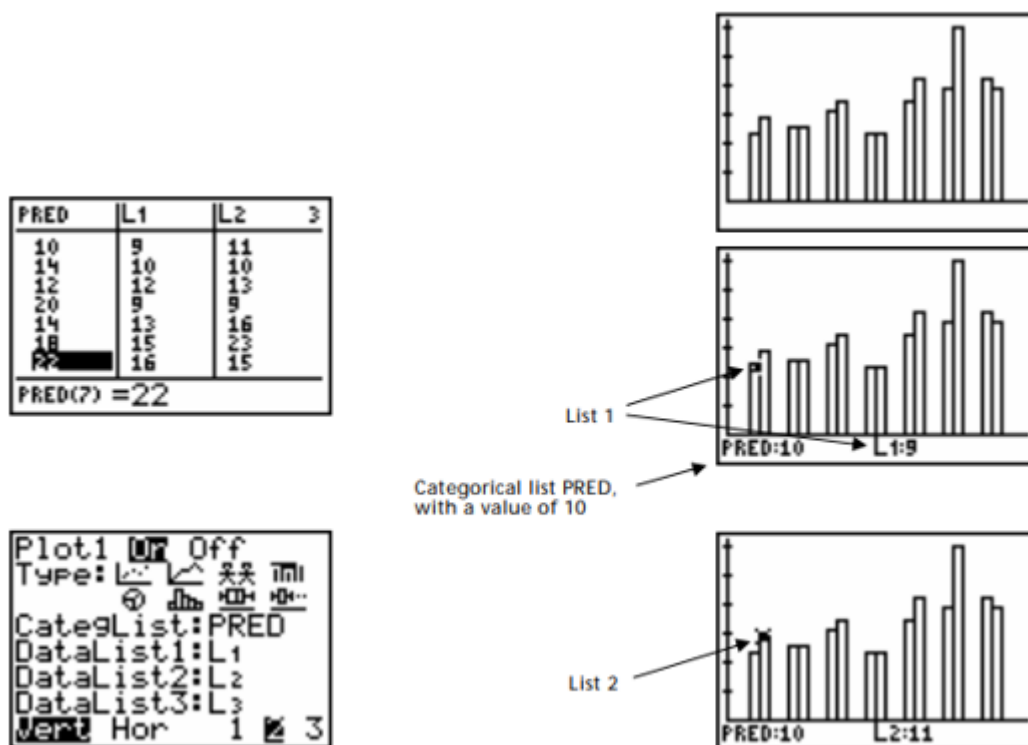 PRED L1 L2 3
10 9 11
14 10 10
12 12 13
20 9 9
14 13 16
18 15 23
22 16 15
PRED(7) =22
Plot1 On Off
Type:
CategList:PRED
DataList1:L1
DataList2:L2
DataList3:L3
Vert Hor 1 2 3
List 1
PRED:10 L1:9
Categorical list PRED,
with a value of 10
List 2
PRED:10 L2:11